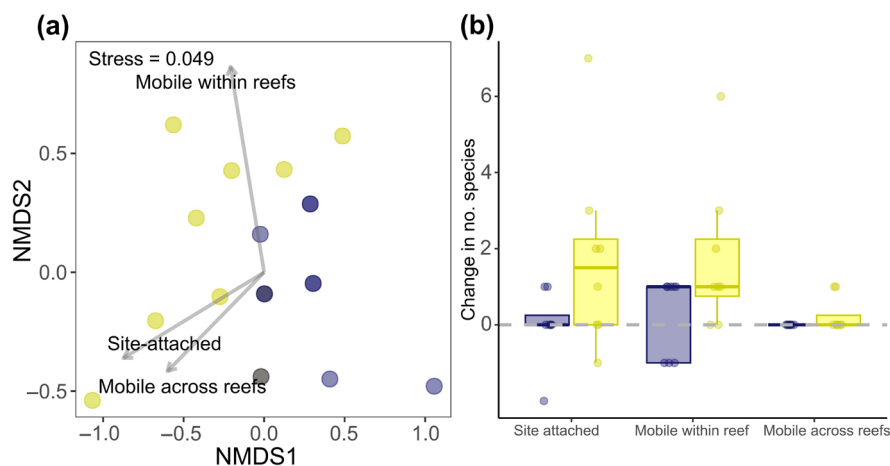 (a)
Stress = 0.049
Mobile within reefs
Site-attached
Mobile across reefs
NMDS2
0.5
0.0
−0.5
−1.0
−0.5
0.0
0.5
1.0
NMDS1
(b)
Change in no. species
6
4
2
0
Site attached
Mobile within reef
Mobile across reefs